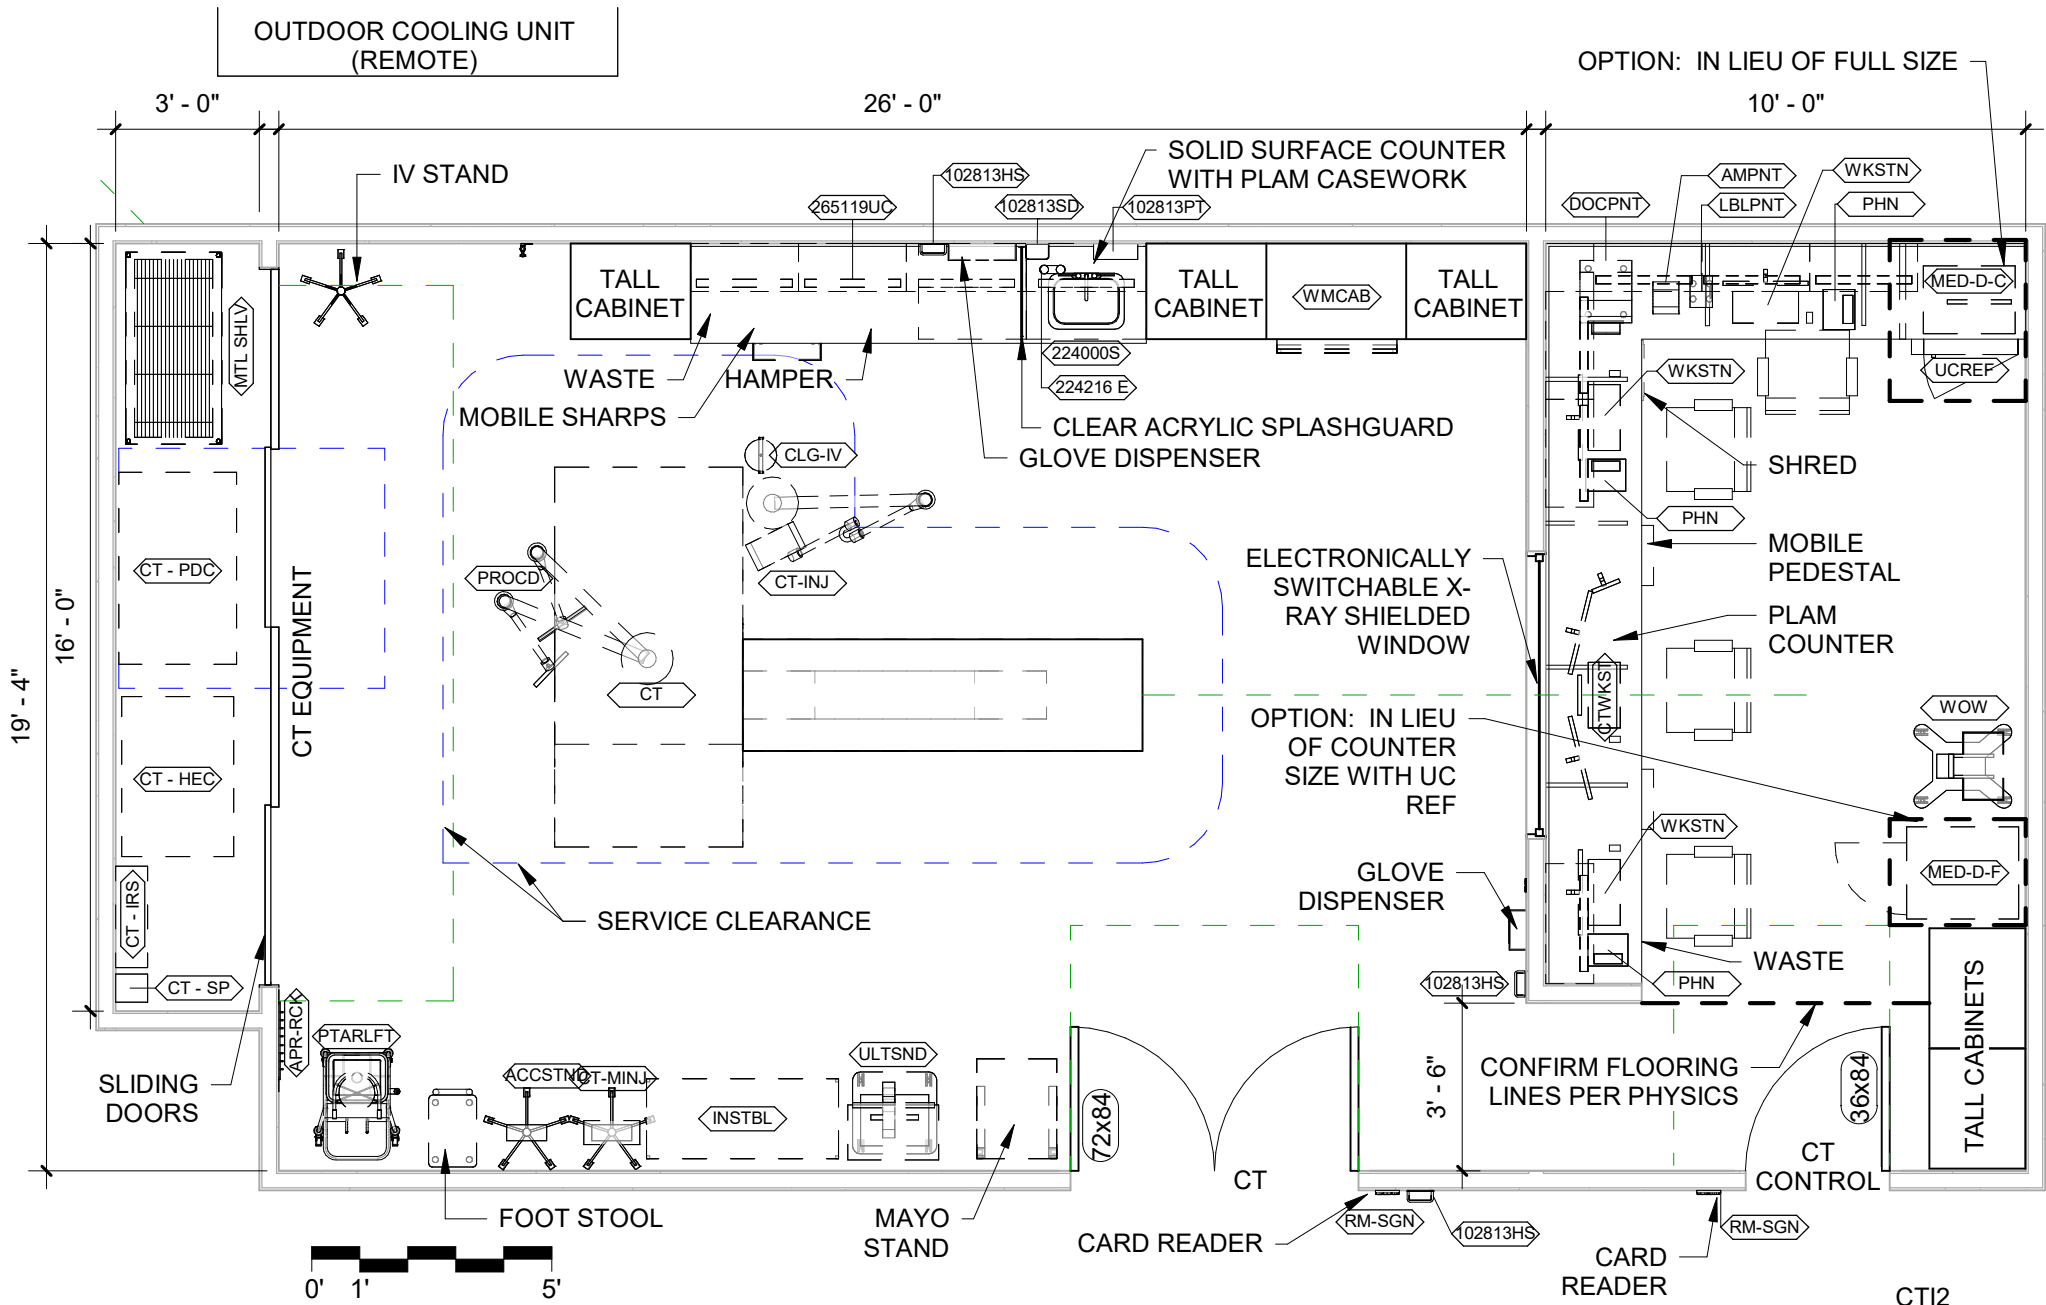 OUTDOOR COOLING UNIT
(REMOTE)
OPTION: IN LIEU OF FULL SIZE
3' - 0"
26' - 0"
10' - 0"
IV STAND
SOLID SURFACE COUNTER
WITH PLAM CASEWORK
102813HS
265119UC
102813SD
102813PT
AMPNT
WKSTN
DOCPNT
LBLPNT
PHN
TALL
CABINET
TALL
CABINET
WMCAB
TALL
CABINET
MED-D-C
MTL SHLV
224000S
224216 E
WASTE
HAMPER
MOBILE SHARPS
WKSTN
UCREF
CLEAR ACRYLIC SPLASHGUARD
GLOVE DISPENSER
CLG-IV
SHRED
PHN
CT - PDC
PROCD
CT-INJ
ELECTRONICALLY
SWITCHABLE X-
RAY SHIELDED
WINDOW
MOBILE
PEDESTAL
PLAM
COUNTER
16' - 0"
19' - 4"
CT EQUIPMENT
CT
CTWKST
OPTION: IN LIEU
OF COUNTER
SIZE WITH UC
REF
WOW
CT - HEC
WKSTN
GLOVE
DISPENSER
MED-D-F
CT - IRS
SERVICE CLEARANCE
WASTE
CT - SP
102813HS
PHN
APR-RCK
PTARLFT
ULTSND
ACCSTND
CT-MINJ
INSTBL
SLIDING
DOORS
72x84
3' - 6"
CONFIRM FLOORING
LINES PER PHYSICS
36x84
TALL CABINETS
CT
CT
CONTROL
FOOT STOOL
MAYO
STAND
CARD READER
RM-SGN
102813HS
RM-SGN
CARD
READER
0' 1' 5'
CTI2